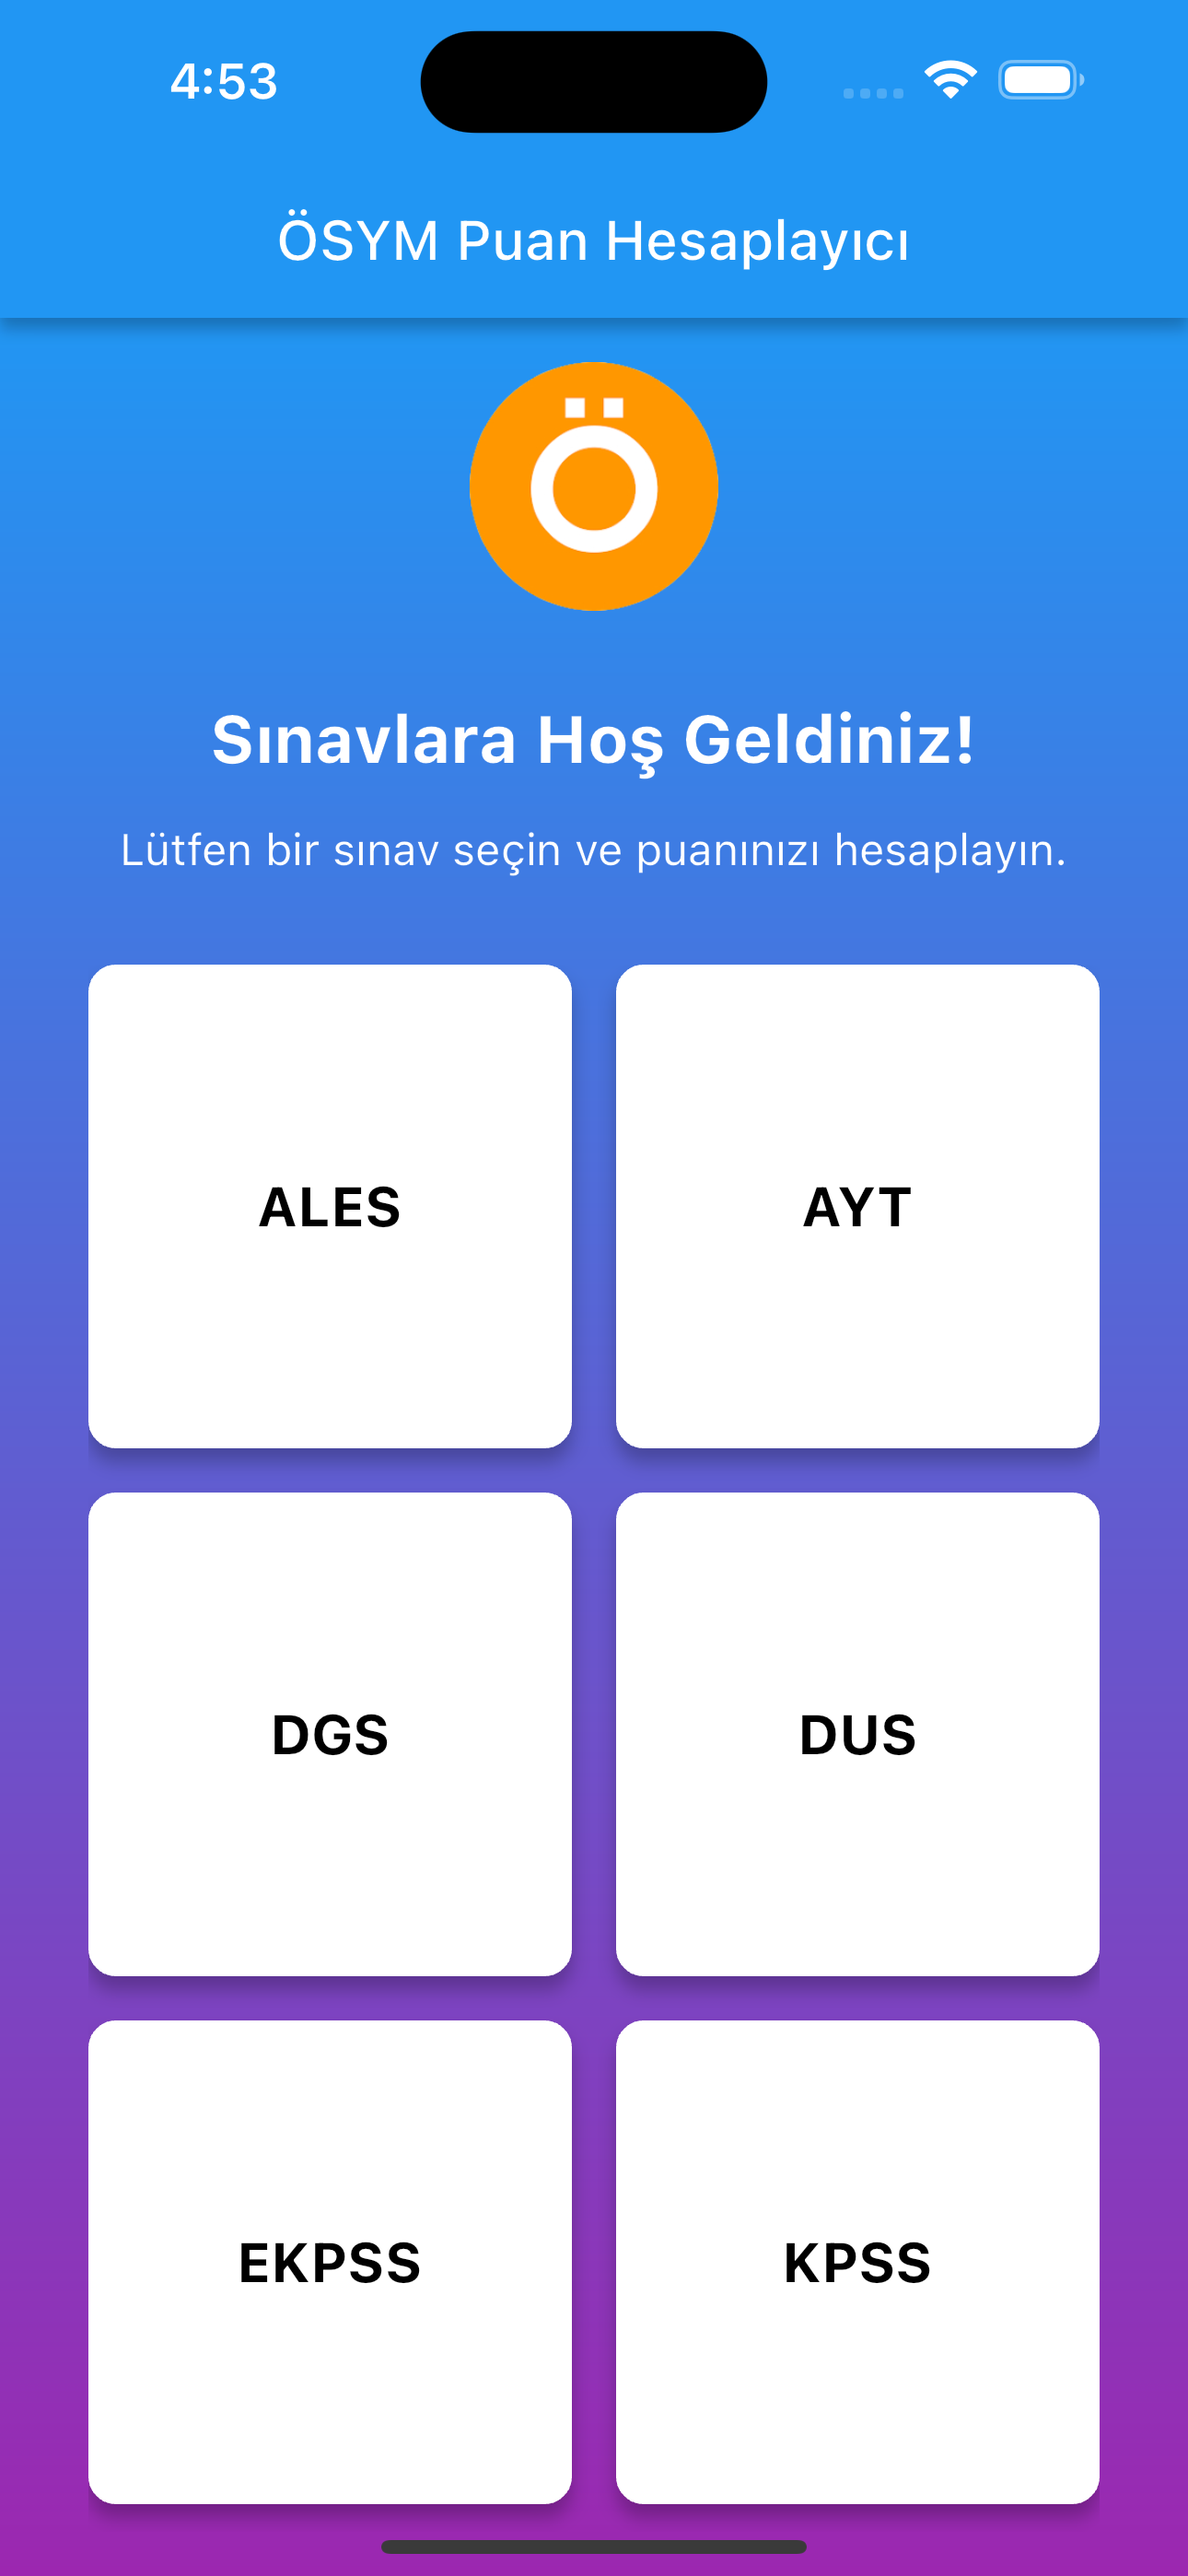 4:53
ÖSYM Puan Hesaplayıcı
Ö
Sınavlara Hoş Geldiniz!
Lütfen bir sınav seçin ve puanınızı hesaplayın.
ALES
AYT
DGS
DUS
EKPSS
KPSS